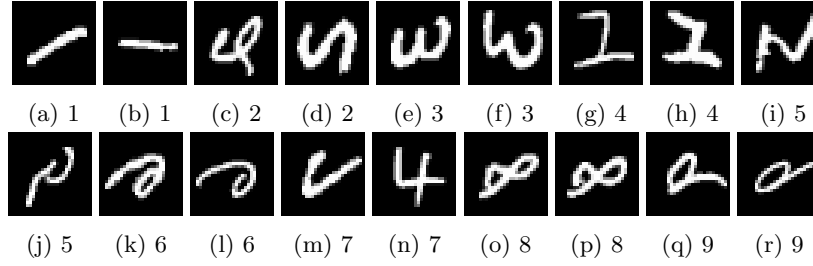 (a) 1 (b) 1 (c) 2 (d) 2 (e) 3 (f) 3 (g) 4 (h) 4 (i) 5
(j) 5 (k) 6 (l) 6 (m) 7 (n) 7 (o) 8 (p) 8 (q) 9 (r) 9